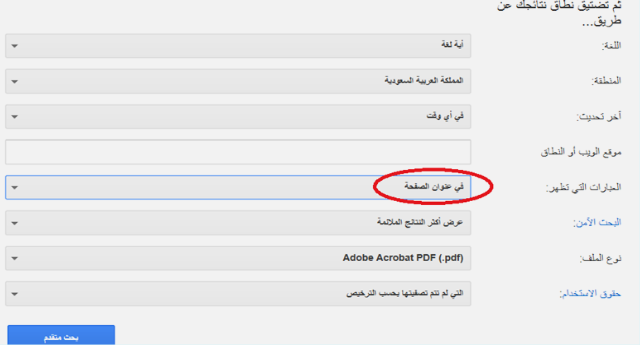 ثم تضييق نطاق نتائجك عن
طريق...
اللغة: أية لغة
المنطقة: المملكة العربية السعودية
آخر تحديث: في أي وقت
موقع الويب أو النطاق
العبارات التي تظهر: في عنوان الصفحة
البحث الآمن: عرض أكثر النتائج الملائمة
نوع الملف: Adobe Acrobat PDF (.pdf)
حقوق الاستخدام: التي لم تتم تصفيتها بحسب الترخيص
بحث متقدم